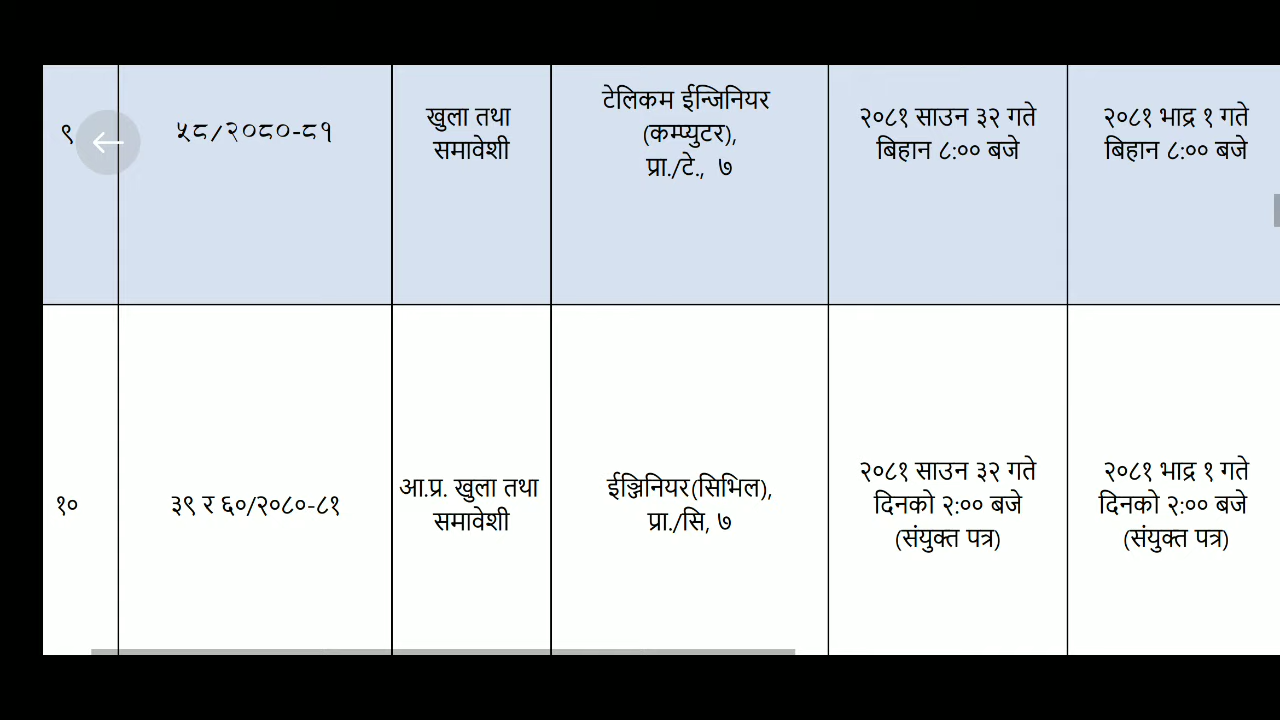 ९
५८/२०८०-८१
खुला तथा
समावेशी
टेलिकम ईन्जिनियर
(कम्प्युटर),
प्रा./टे., ७
२०८१ साउन ३२ गते
बिहान ८:०० बजे
२०८१ भाद्र १ गते
बिहान ८:०० बजे
१०
३९ र ६०/२०८०-८१
आ.प्र. खुला तथा
समावेशी
ईञ्जिनियर(सिभिल),
प्रा./सि, ७
२०८१ साउन ३२ गते
दिनको २:०० बजे
(संयुक्त पत्र)
२०८१ भाद्र १ गते
दिनको २:०० बजे
(संयुक्त पत्र)